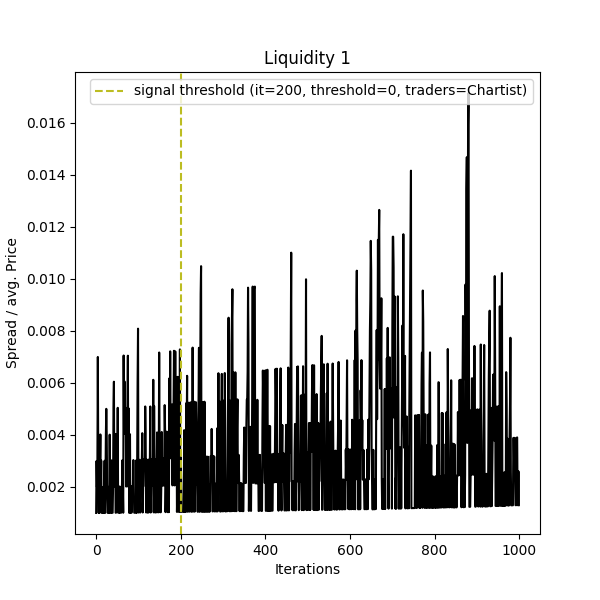 Liquidity 1
signal threshold (it=200, threshold=0, traders=Chartist)
0.016
0.014
0.012
0.010
0.008
0.006
0.004
0.002
Spread / avg. Price
0 200 400 600 800 1000
Iterations